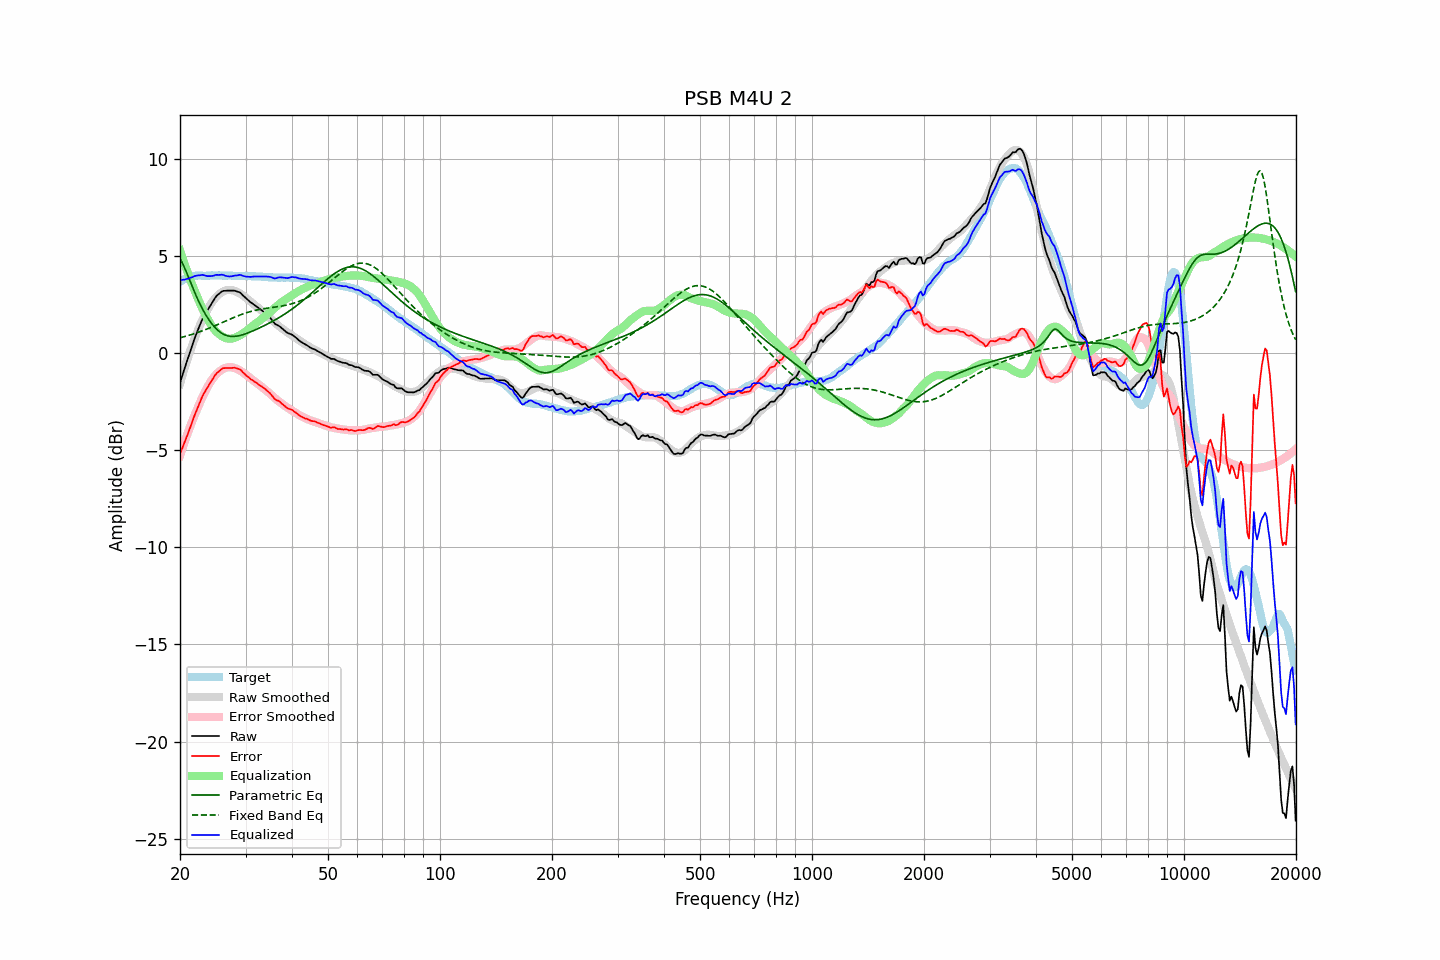 PSB M4U 2
Amplitude (dBr)
10
5
0
−5
−10
−15
−20
−25
Target
Raw Smoothed
Error Smoothed
Raw
Error
Equalization
Parametric Eq
Fixed Band Eq
Equalized
20 50 100 200 500 1000 2000 5000 10000 20000
Frequency (Hz)